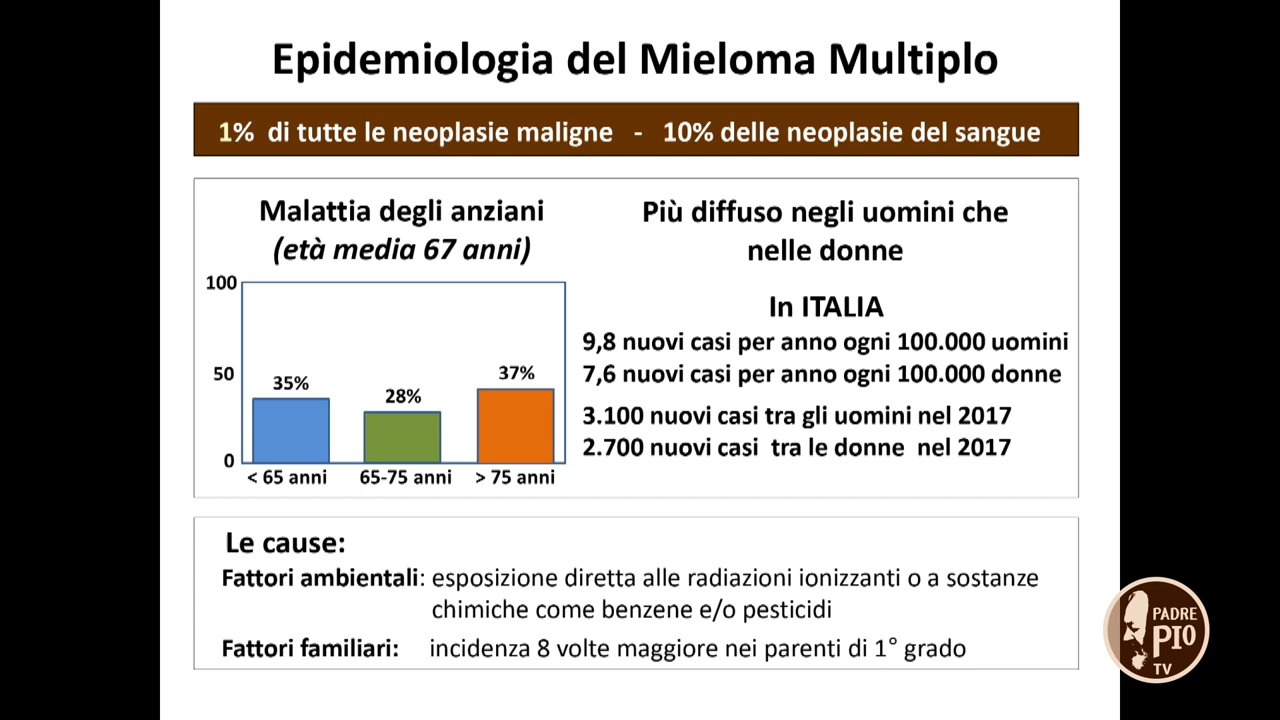 Epidemiologia del Mieloma Multiplo
1% di tutte le neoplasie maligne - 10% delle neoplasie del sangue
Malattia degli anziani
(età media 67 anni)
100
50
0
35%
28%
37%
< 65 anni
65-75 anni
> 75 anni
Più diffuso negli uomini che
nelle donne
In ITALIA
9,8 nuovi casi per anno ogni 100.000 uomini
7,6 nuovi casi per anno ogni 100.000 donne
3.100 nuovi casi tra gli uomini nel 2017
2.700 nuovi casi tra le donne nel 2017
Le cause:
Fattori ambientali: esposizione diretta alle radiazioni ionizzanti o a sostanze
chimiche come benzene e/o pesticidi
Fattori familiari: incidenza 8 volte maggiore nei parenti di 1° grado
PADRE
PIO
TV